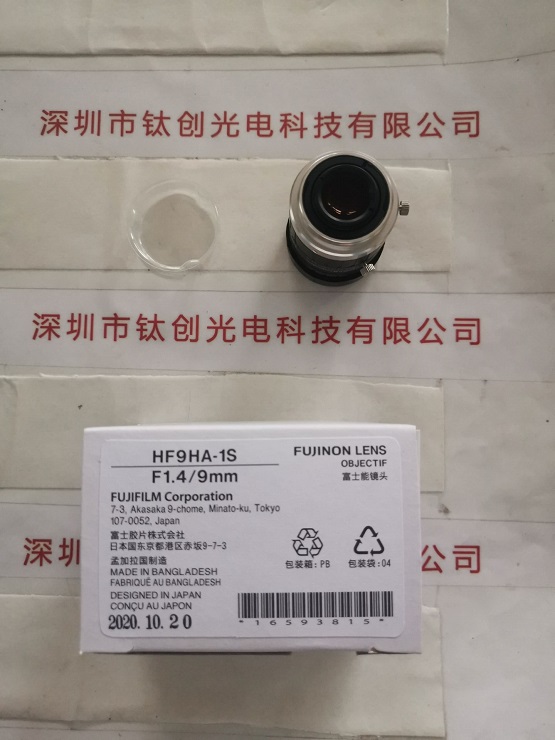 深圳市钛创光电科技有限公司
深圳市钛创光电科技有限公司
HF9HA-1S
F1.4/9mm
FUJINON LENS
OBJECTIF
富士能镜头
FUJIFILM Corporation
7-3, Akasaka 9-chome, Minato-ku, Tokyo
107-0052, Japan
富士胶片株式会社
日本国东京都港区赤坂9-7-3
孟加拉国制造
MADE IN BANGLADESH
FABRIQUÉ AU BANGLADESH
DESIGNED IN JAPAN
CONÇU AU JAPON
2020.10.20
包装箱:PB
包装袋:04
*16593815*
深圳
司